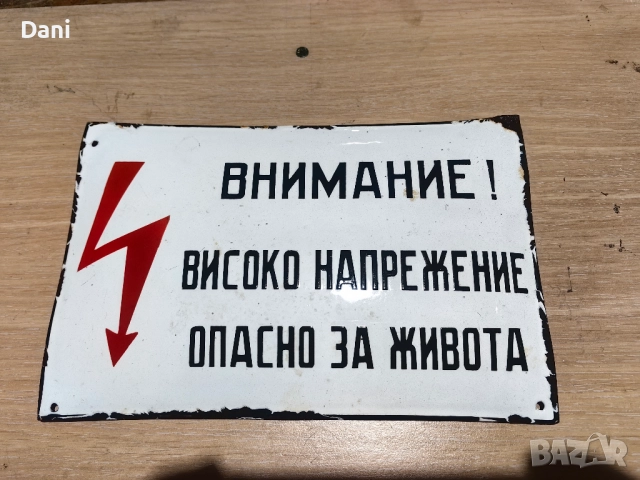 Dani
ВНИМАНИЕ!
ВИСОКО НАПРЕЖЕНИЕ
ОПАСНО ЗА ЖИВОТА
BAZAR